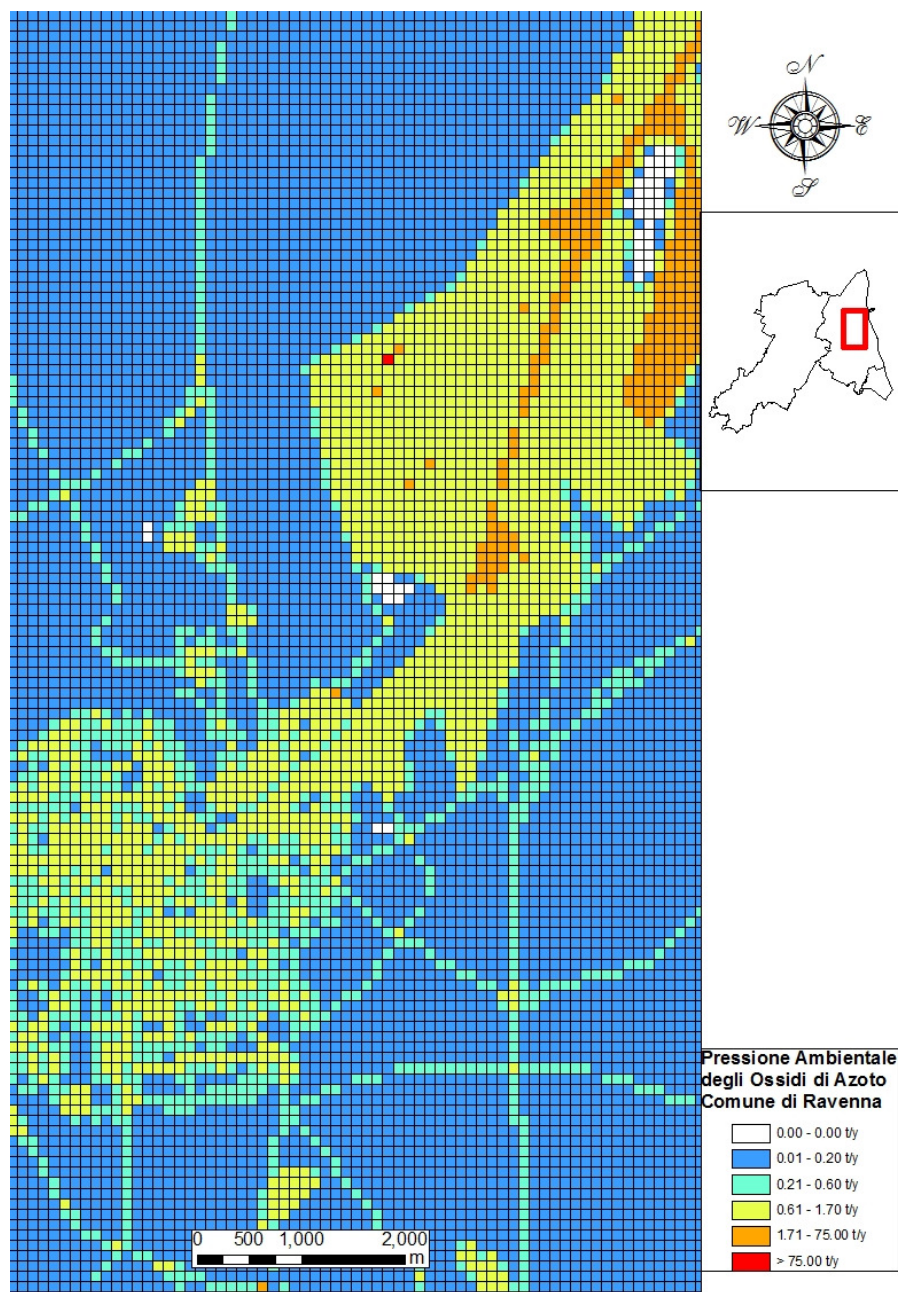 N
W E
S
Pressione Ambientale
degli Ossidi di Azoto
Comune di Ravenna
0.00 - 0.00 t/y
0.01 - 0.20 t/y
0.21 - 0.60 t/y
0.61 - 1.70 t/y
1.71 - 75.00 t/y
> 75.00 t/y
0 500 1,000 2,000
m